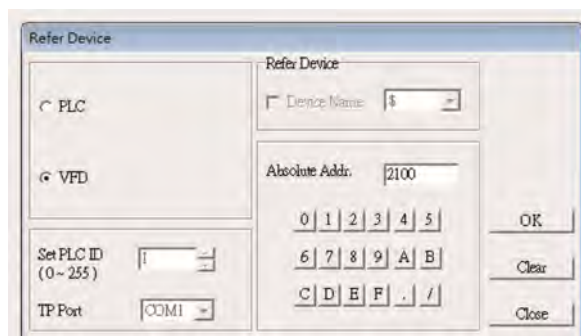 Refer Device
PLC
VFD
Set PLC ID
(0~255)
1
TP Port
COM1
Refer Device
Device Name
$
Absolute Addr.
2100
0 1 2 3 4 5
6 7 8 9 A B
C D E F . /
OK
Clear
Close